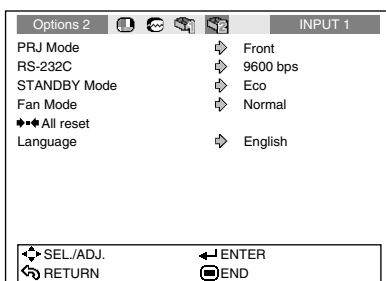 Options 2 INPUT 1
PRJ Mode Front
RS-232C 9600 bps
STANDBY Mode Eco
Fan Mode Normal
All reset
Language English
SEL./ADJ. ENTER
RETURN END